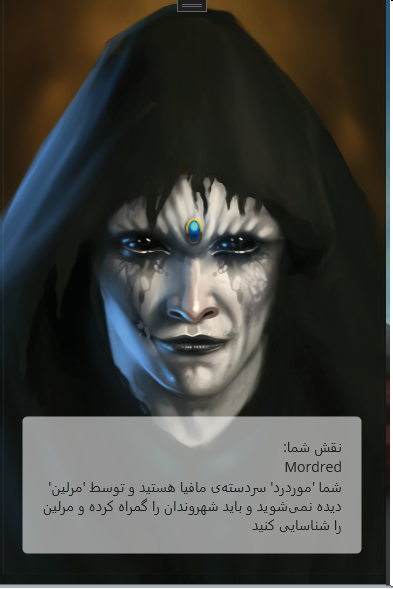 نقش شما:
Mordred
شما 'موردرد' سردسته‌ی مافیا هستید و توسط 'مرلین'
دیده نمی‌شوید و باید شهروندان را گمراه کرده و مرلین
را شناسایی کنید